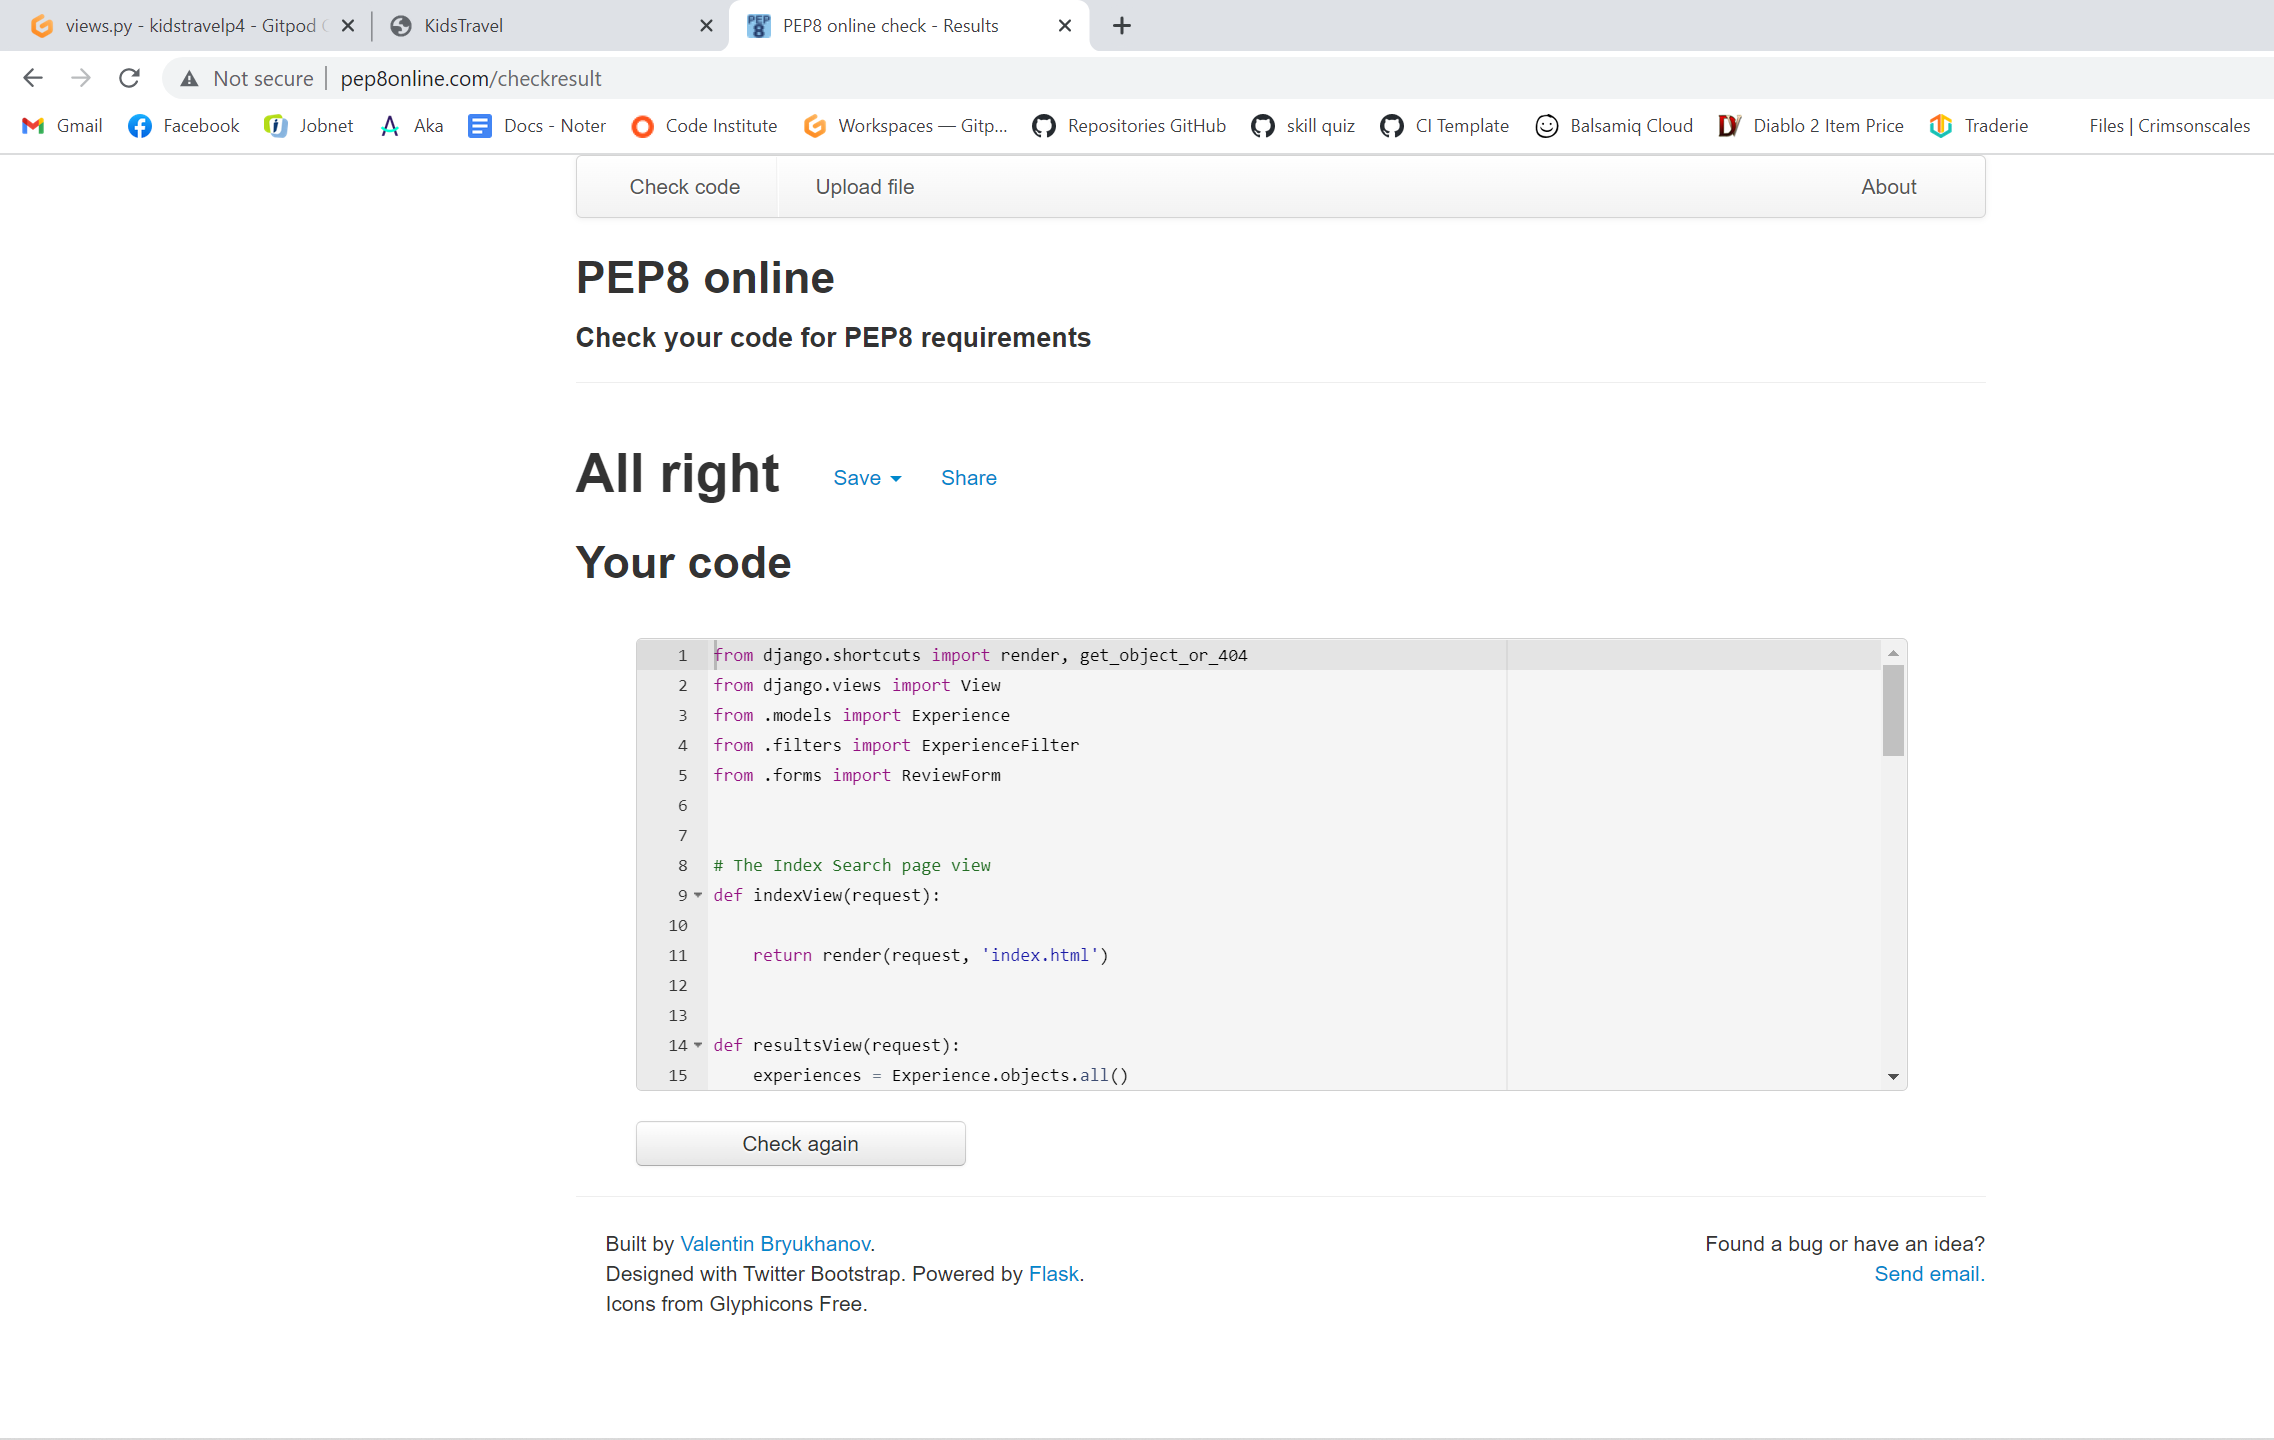 views.py - kidstravelp4 - Gitpod
KidsTravel
PEP8 online check - Results
Not secure
pep8online.com/checkresult
Gmail Facebook Jobnet Aka Docs - Noter Code Institute Workspaces — Gitp... Repositories GitHub skill quiz CI Template Balsamiq Cloud Diablo 2 Item Price Traderie Files | Crimsonscales
Check code Upload file About
PEP8 online
Check your code for PEP8 requirements
All right Save Share
Your code
1 from django.shortcuts import render, get_object_or_404
2 from django.views import View
3 from .models import Experience
4 from .filters import ExperienceFilter
5 from .forms import ReviewForm
6
7
8 # The Index Search page view
9 def indexView(request):
10
11     return render(request, 'index.html')
12
13
14 def resultsView(request):
15     experiences = Experience.objects.all()
Check again
Built by Valentin Bryukhanov.
Designed with Twitter Bootstrap. Powered by Flask.
Icons from Glyphicons Free.
Found a bug or have an idea?
Send email.